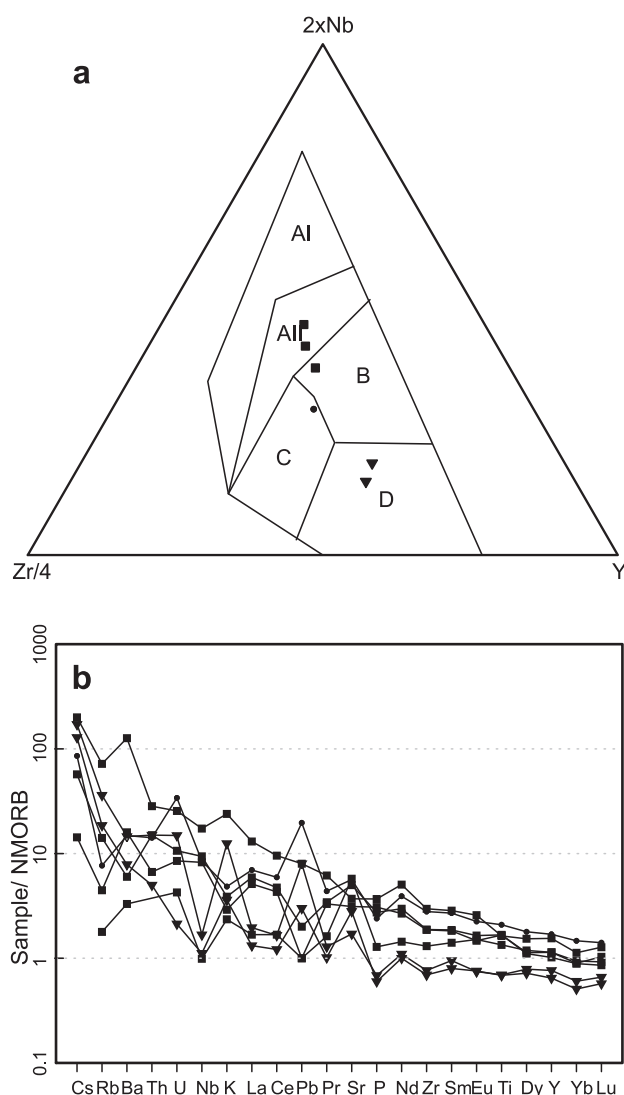 2xNb
a
AI
AII
B
C
D
Zr/4
Y
b
1000
100
10
1
0.1
Sample/ NMORB
Cs Rb Ba Th U Nb K La Ce Pb Pr Sr P Nd Zr Sm Eu Ti Dy Y Yb Lu